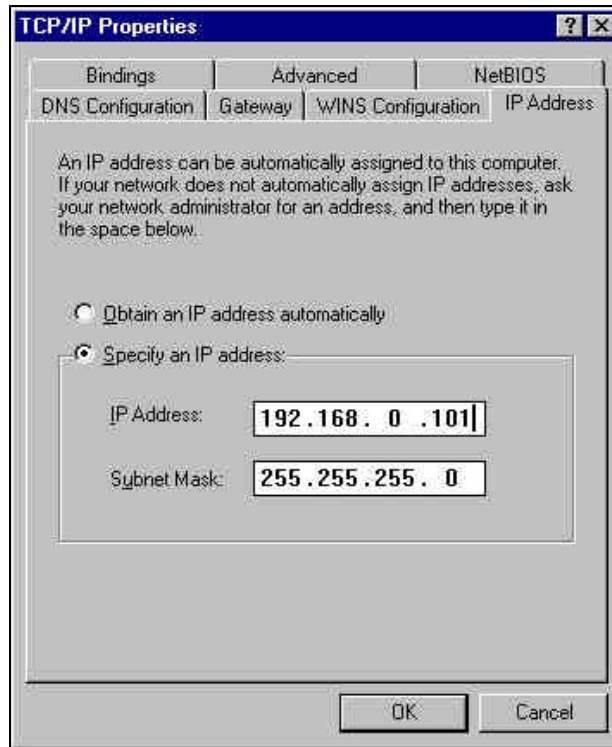 TCP/IP Properties
Bindings
Advanced
NetBIOS
DNS Configuration
Gateway
WINS Configuration
IP Address
An IP address can be automatically assigned to this computer.
If your network does not automatically assign IP addresses, ask
your network administrator for an address, and then type it in
the space below.
Obtain an IP address automatically
Specify an IP address:
IP Address:
192.168. 0 .101
Subnet Mask:
255.255.255. 0
OK
Cancel